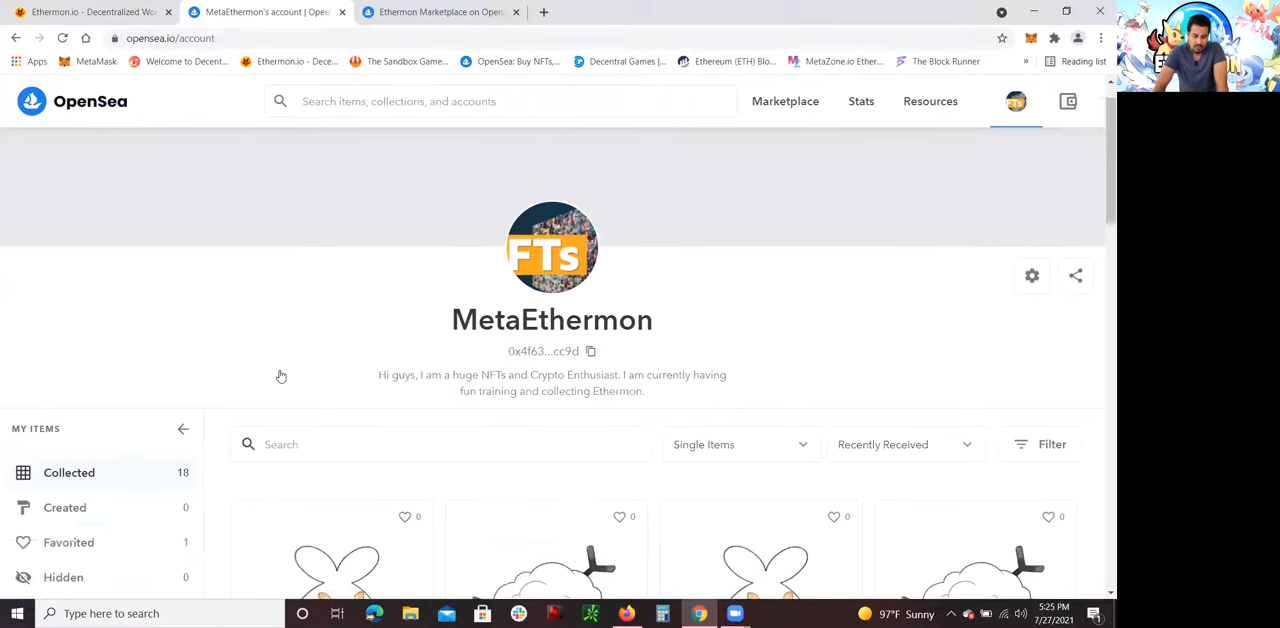 Ethermon.io - Decentralized Wo
MetaEthermon's account | Open
Ethermon Marketplace on Open
opensea.io/account
Apps
MetaMask
Welcome to Decent...
Ethermon.io - Dece...
The Sandbox Game...
OpenSea: Buy NFTs,...
Decentral Games |...
Ethereum (ETH) Blo...
MetaZone.io Ether...
The Block Runner
»
Reading list
OpenSea
Search items, collections, and accounts
Marketplace
Stats
Resources
FTs
FTs
MetaEthermon
0x4f63...cc9d
Hi guys, I am a huge NFTs and Crypto Enthusiast. I am currently having
fun training and collecting Ethermon.
MY ITEMS
Search
Single Items
Recently Received
Filter
Collected 18
Created 0
Favorited 1
Hidden 0
0
0
0
0
Type here to search
97°F Sunny
5:25 PM
7/27/2021
1